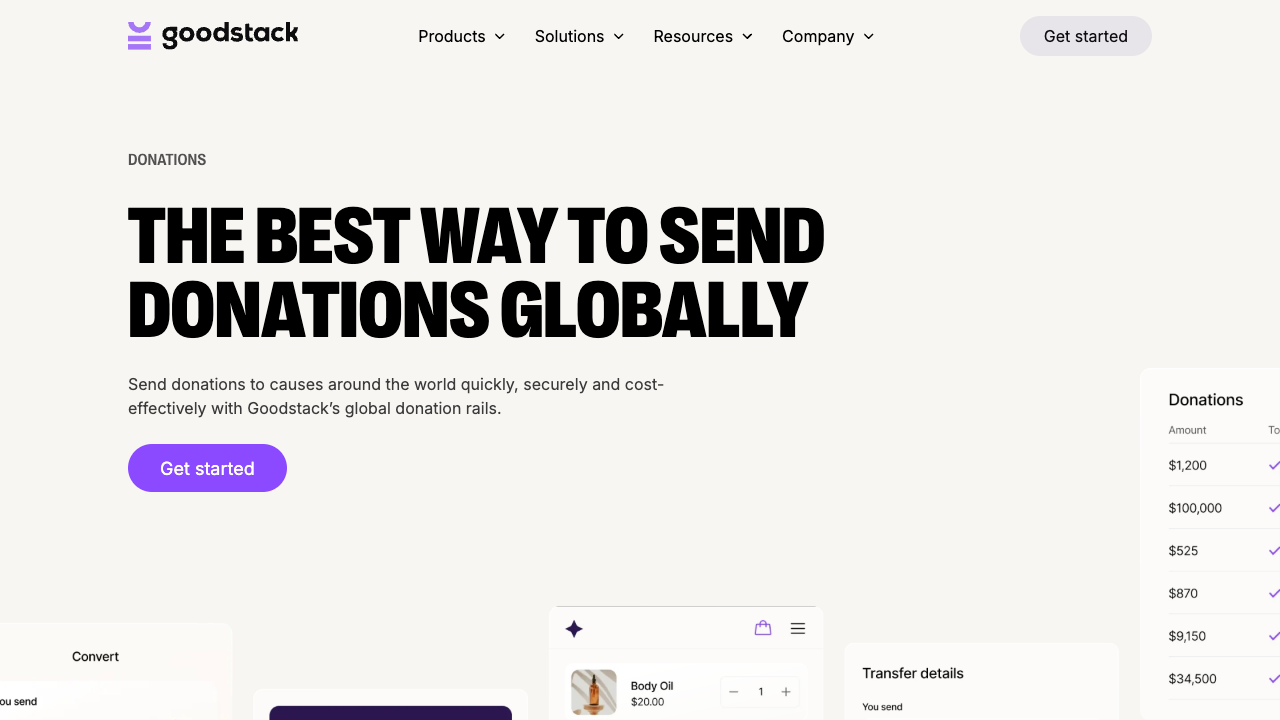 goodstack
Products
Solutions
Resources
Company
Get started
DONATIONS
THE BEST WAY TO SEND
DONATIONS GLOBALLY
Send donations to causes around the world quickly, securely and cost-
effectively with Goodstack’s global donation rails.
Get started
Donations
Amount To
$1,200
$100,000
$525
$870
$9,150
$34,500
Convert
ou send
Body Oil
$20.00
1
Transfer details
You send